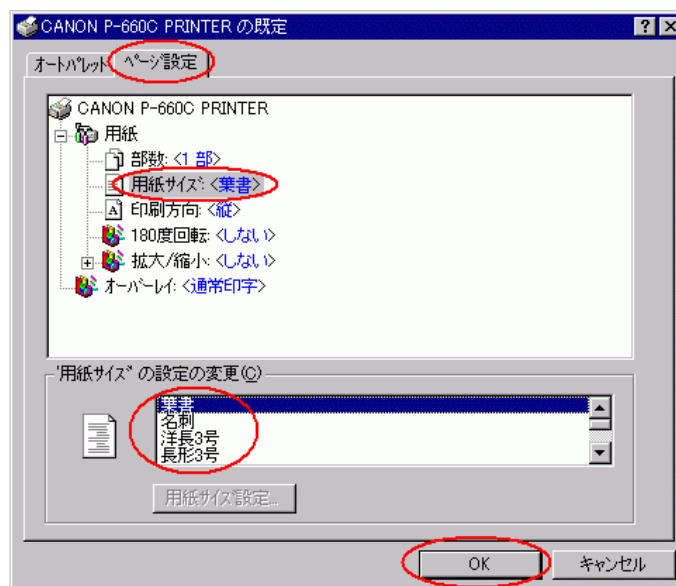 CANON P-660C PRINTER の既定
オートパレット ページ設定
CANON P-660C PRINTER
用紙
部数: <1 部>
用紙サイズ: <葉書>
印刷方向: <縦>
180度回転: <しない>
拡大/縮小: <しない>
オーバーレイ: <通常印字>
'用紙サイズ' の設定の変更(C)
葉書
名刺
洋長3号
長形3号
用紙サイズ設定...
OK キャンセル